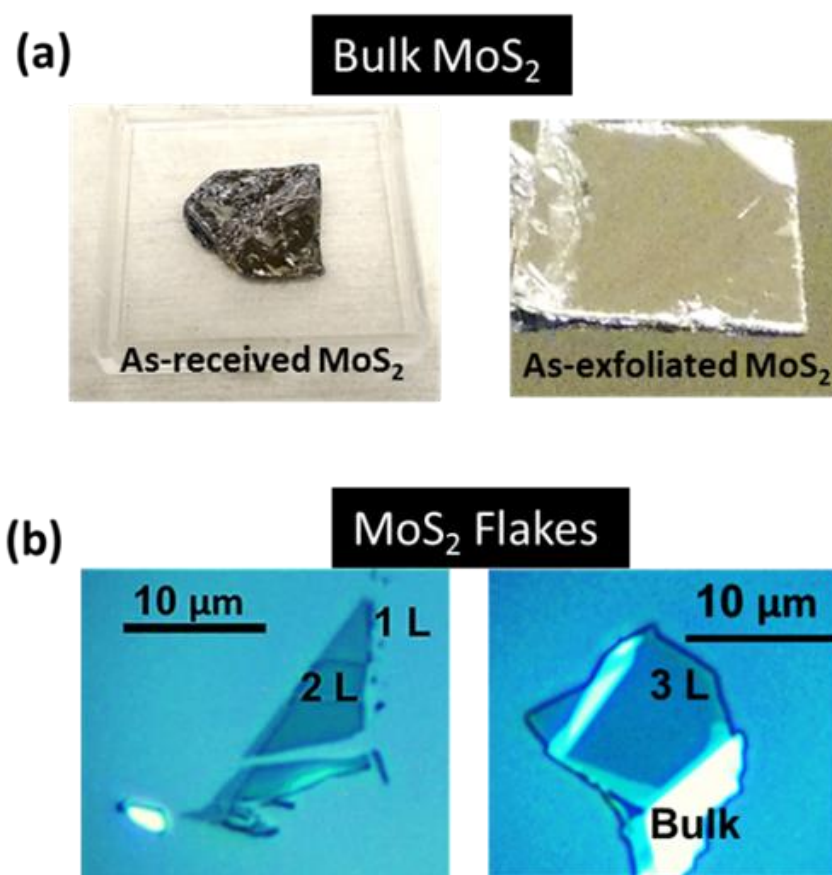 (a)
Bulk MoS₂
As-received MoS₂
As-exfoliated MoS₂
(b)
MoS₂ Flakes
10 µm
1 L
2 L
10 µm
3 L
Bulk